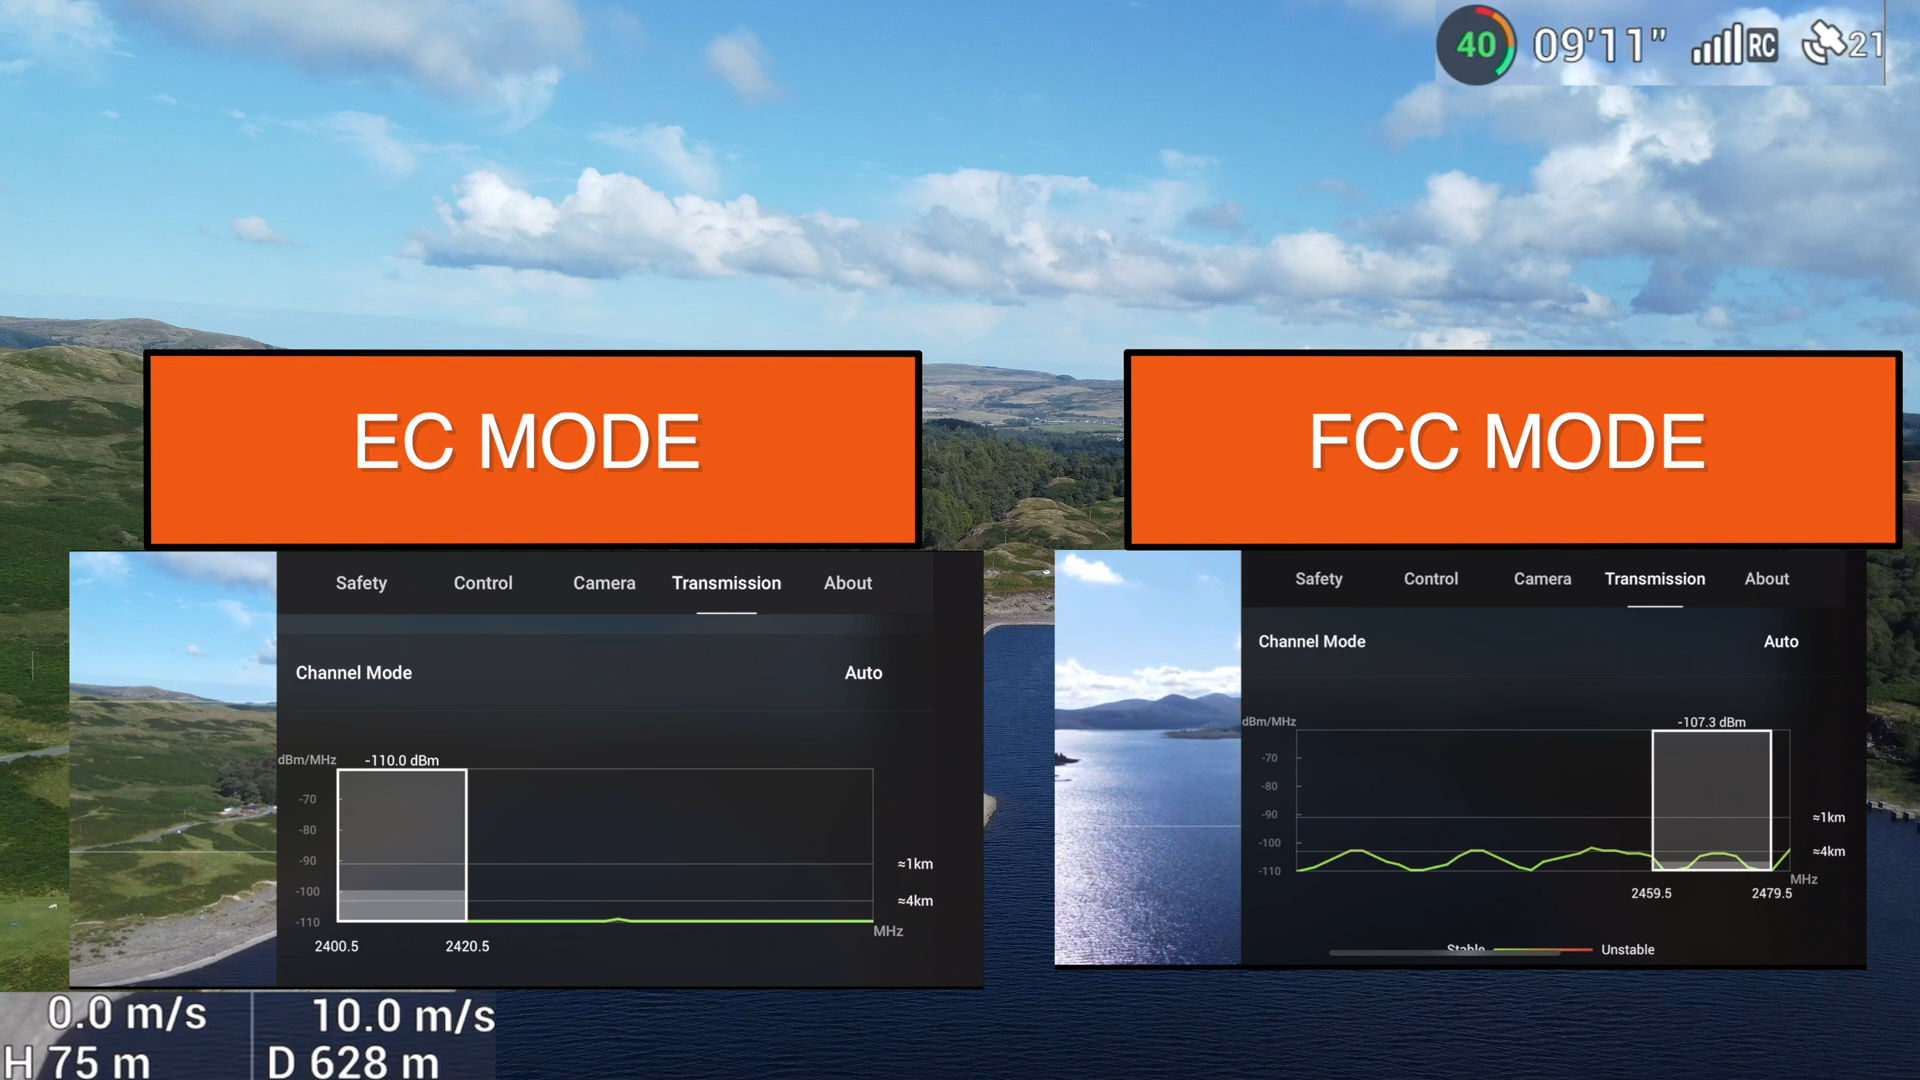 40 09'11" RC 21
EC MODE
FCC MODE
Safety Control Camera Transmission About
Channel Mode Auto
dBm/MHz -110.0 dBm
-70
-80
-90
≈1km
-100
≈4km
-110
MHz
2400.5 2420.5
Safety Control Camera Transmission About
Channel Mode Auto
dBm/MHz -107.3 dBm
-70
-80
-90
≈1km
-100
≈4km
-110
MHz
2459.5 2479.5
Stable Unstable
0.0 m/s 10.0 m/s
H 75 m D 628 m